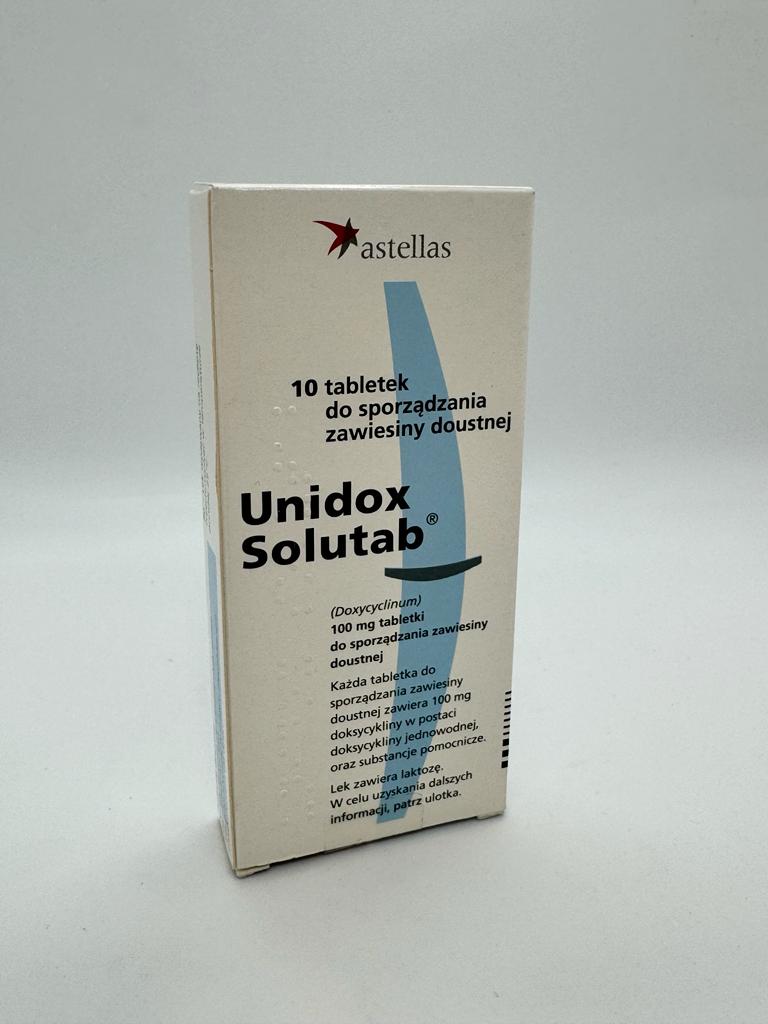 astellas
10 tabletek
do sporządzania
zawiesiny doustnej
Unidox
Solutab®
(Doxycyclinum)
100 mg tabletki
do sporządzania zawiesiny
doustnej
Każda tabletka do
sporządzania zawiesiny
doustnej zawiera 100 mg
doksycykliny w postaci
doksycykliny jednowodnej,
oraz substancje pomocnicze.
Lek zawiera laktozę.
W celu uzyskania dalszych
informacji, patrz ulotka.